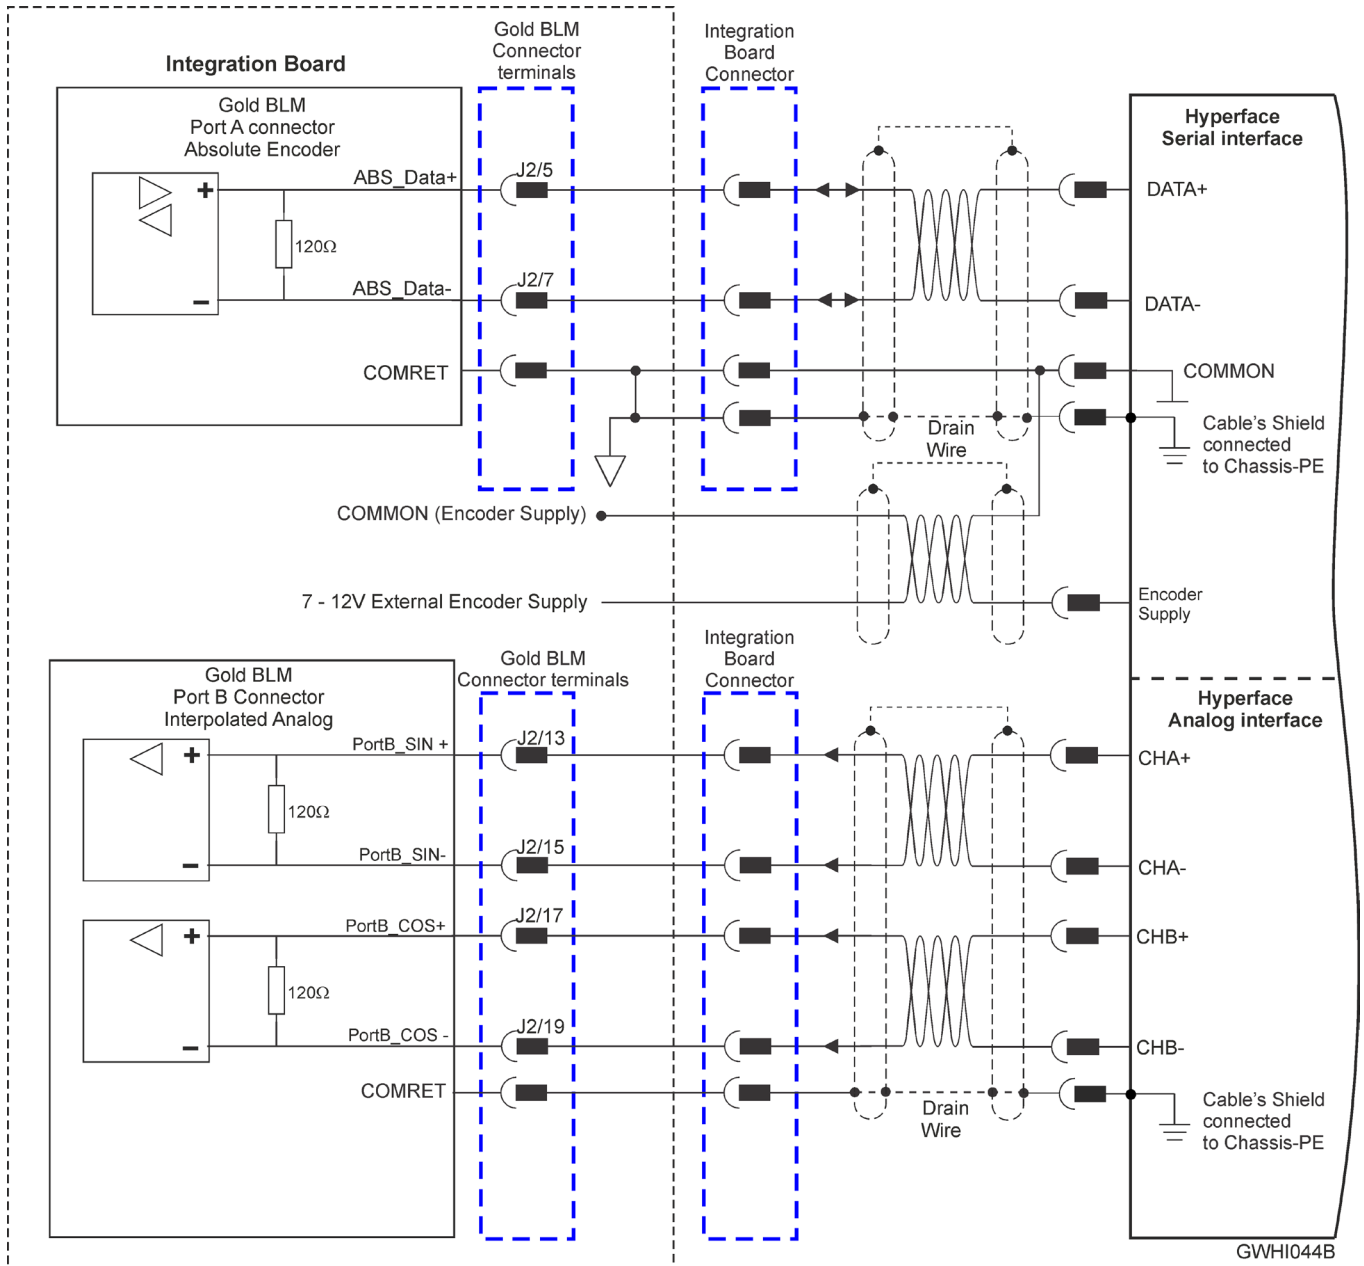 Integration Board
Gold BLM
Connector
terminals
Integration
Board
Connector
Gold BLM
Port A connector
Absolute Encoder
Hyperface
Serial interface
ABS_Data+
J2/5
DATA+
+
120Ω
ABS_Data-
J2/7
DATA-
−
COMRET
COMMON
Drain
Wire
Cable's Shield
connected
to Chassis-PE
COMMON (Encoder Supply)
7 - 12V External Encoder Supply
Encoder
Supply
Gold BLM
Connector terminals
Integration
Board
Connector
Gold BLM
Port B Connector
Interpolated Analog
Hyperface
Analog interface
PortB_SIN +
J2/13
CHA+
+
120Ω
PortB_SIN-
J2/15
CHA-
−
PortB_COS+
J2/17
CHB+
+
120Ω
PortB_COS -
J2/19
CHB-
−
COMRET
Drain
Wire
Cable's Shield
connected
to Chassis-PE
GWHI044B